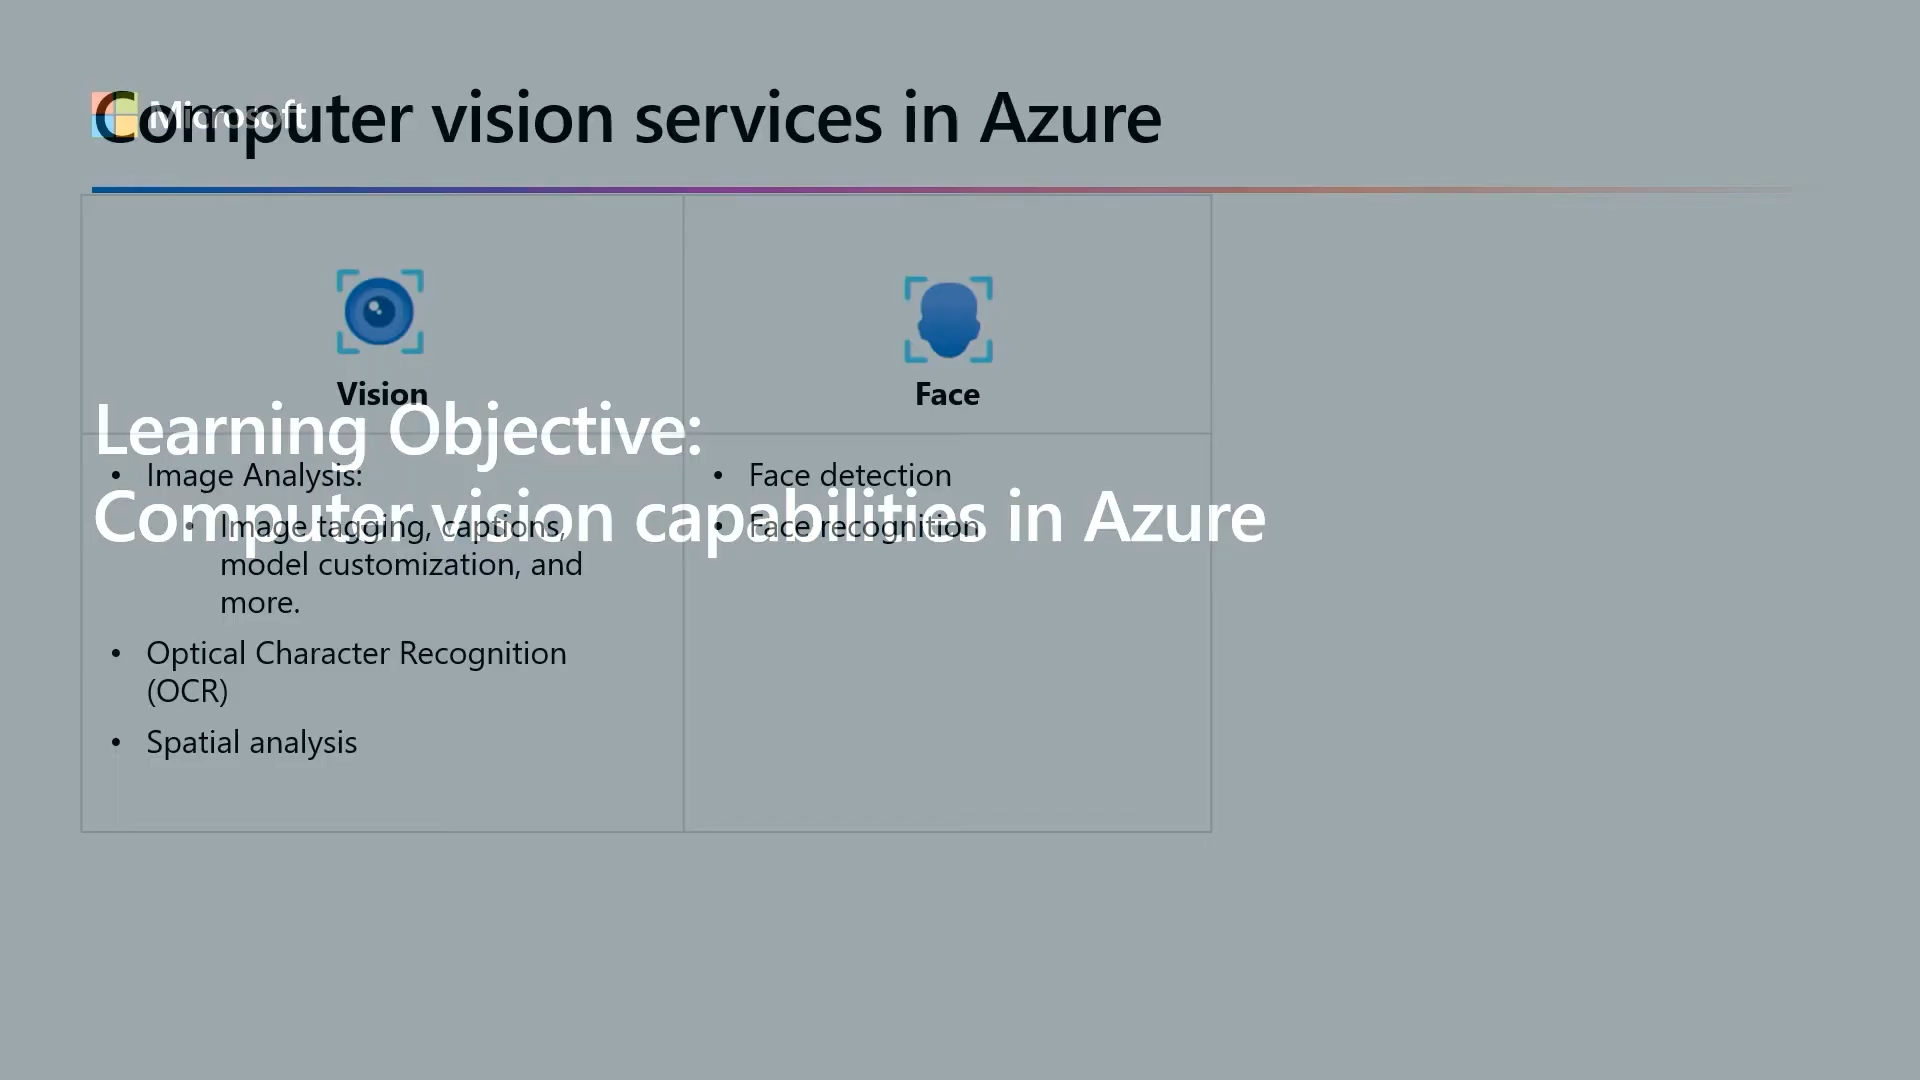 Microsoft
Computer vision services in Azure
Vision
Face
Learning Objective:
Computer vision capabilities in Azure
• Image Analysis:
• Image tagging, captions,
model customization, and
more.
• Optical Character Recognition
(OCR)
• Spatial analysis
• Face detection
• Face recognition